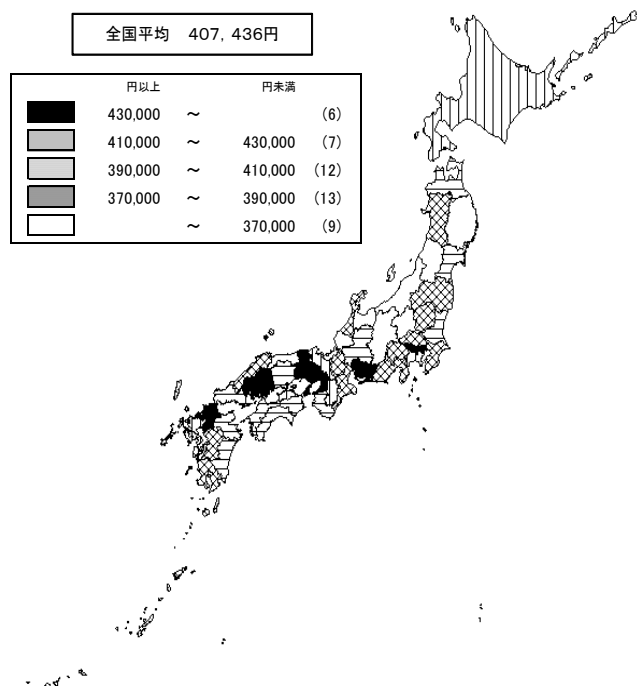 全国平均　407,436円
円以上　円未満
430,000　～　(6)
410,000　～　430,000　(7)
390,000　～　410,000　(12)
370,000　～　390,000　(13)
～　370,000　(9)